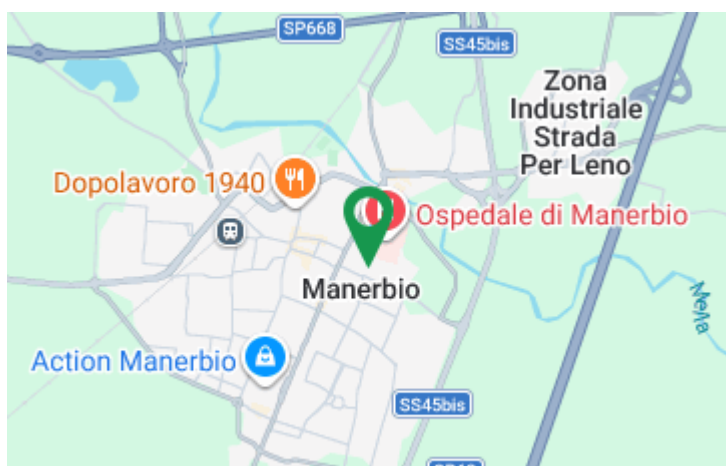 SP668
SS45bis
Zona
Industriale
Strada
Per Leno
Dopolavoro 1940
Ospedale di Manerbio
Manerbio
Mella
Action Manerbio
SS45bis